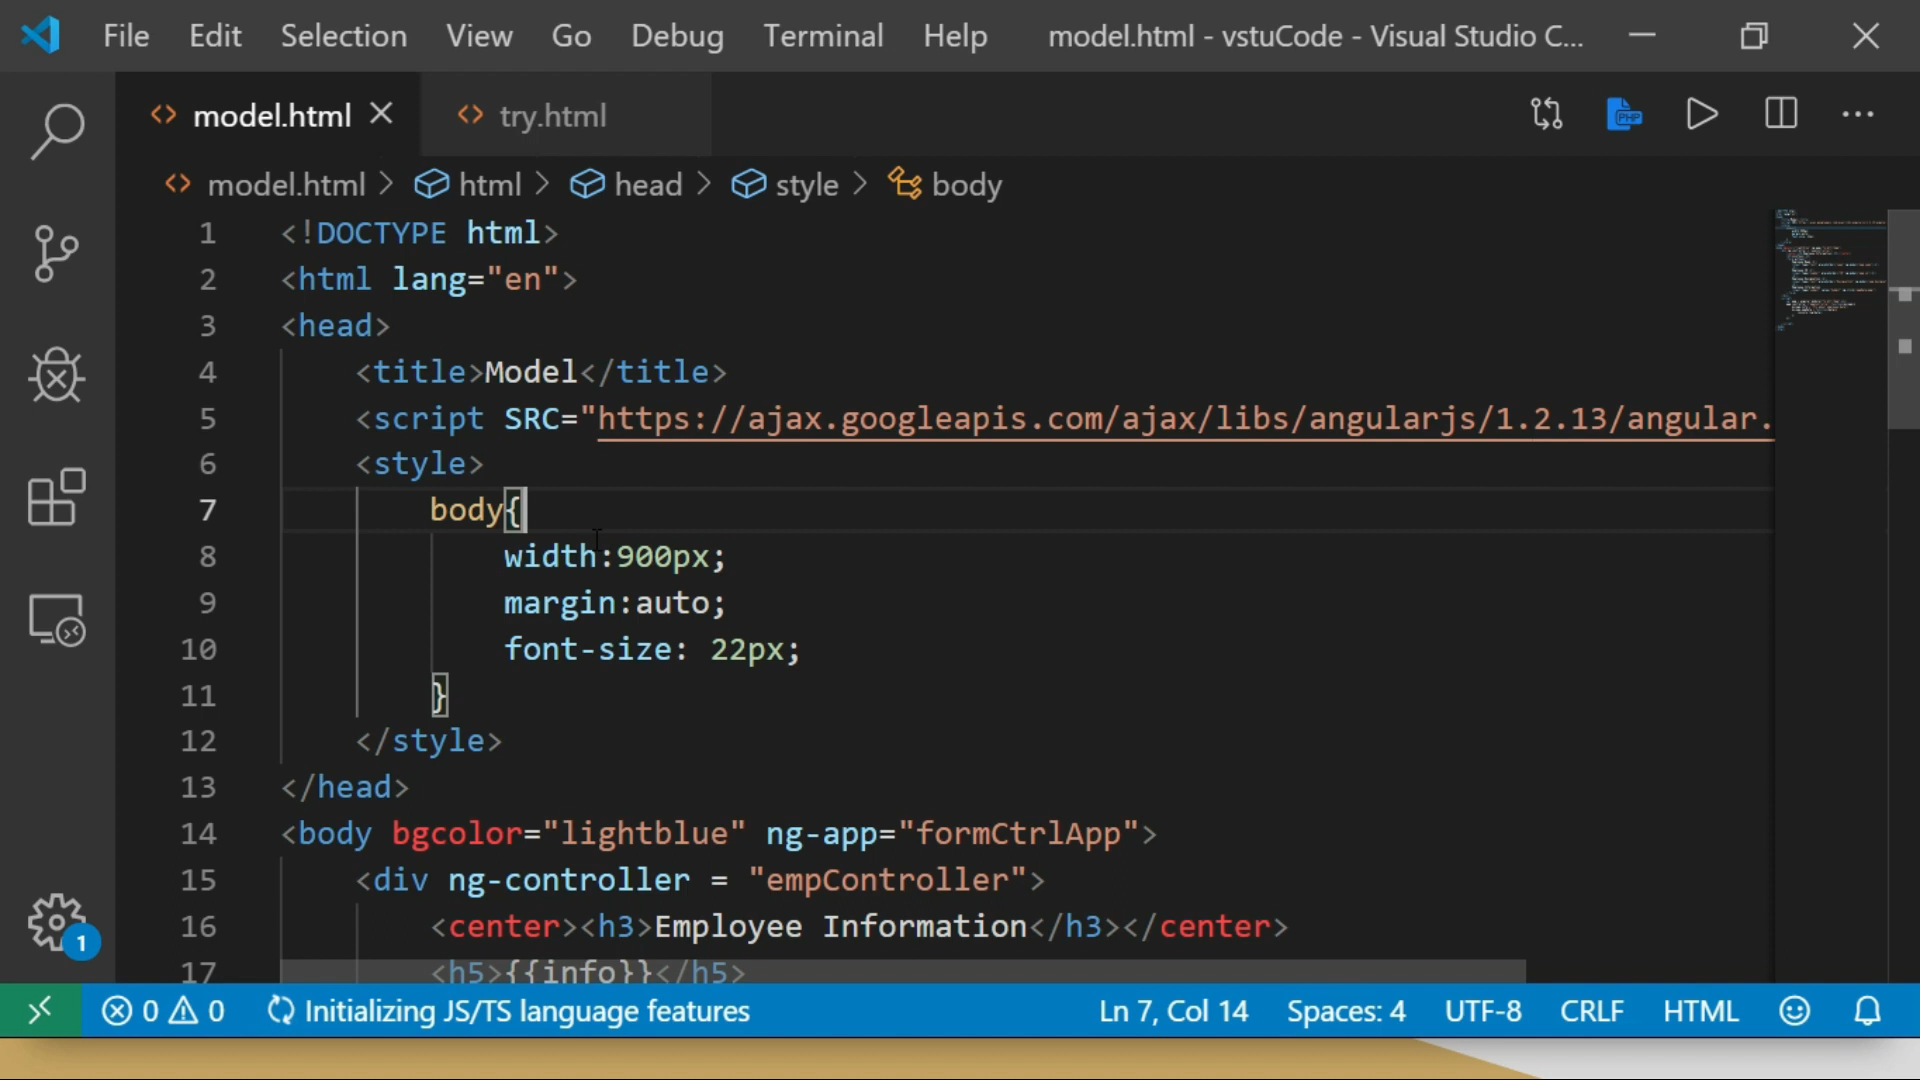 File Edit Selection View Go Debug Terminal Help model.html - vstuCode - Visual Studio C...
model.html try.html
PHP
model.html > html > head > style > body
1 <!DOCTYPE html>
2 <html lang="en">
3 <head>
4 <title>Model</title>
5 <script SRC="https://ajax.googleapis.com/ajax/libs/angularjs/1.2.13/angular.
6 <style>
7 body{
8 width:900px;
9 margin:auto;
10 font-size: 22px;
11 }
12 </style>
13 </head>
14 <body bgcolor="lightblue" ng-app="formCtrlApp">
15 <div ng-controller = "empController">
16 <center><h3>Employee Information</h3></center>
17 <h5>{{info}}</h5>
1
0 0 Initializing JS/TS language features Ln 7, Col 14 Spaces: 4 UTF-8 CRLF HTML